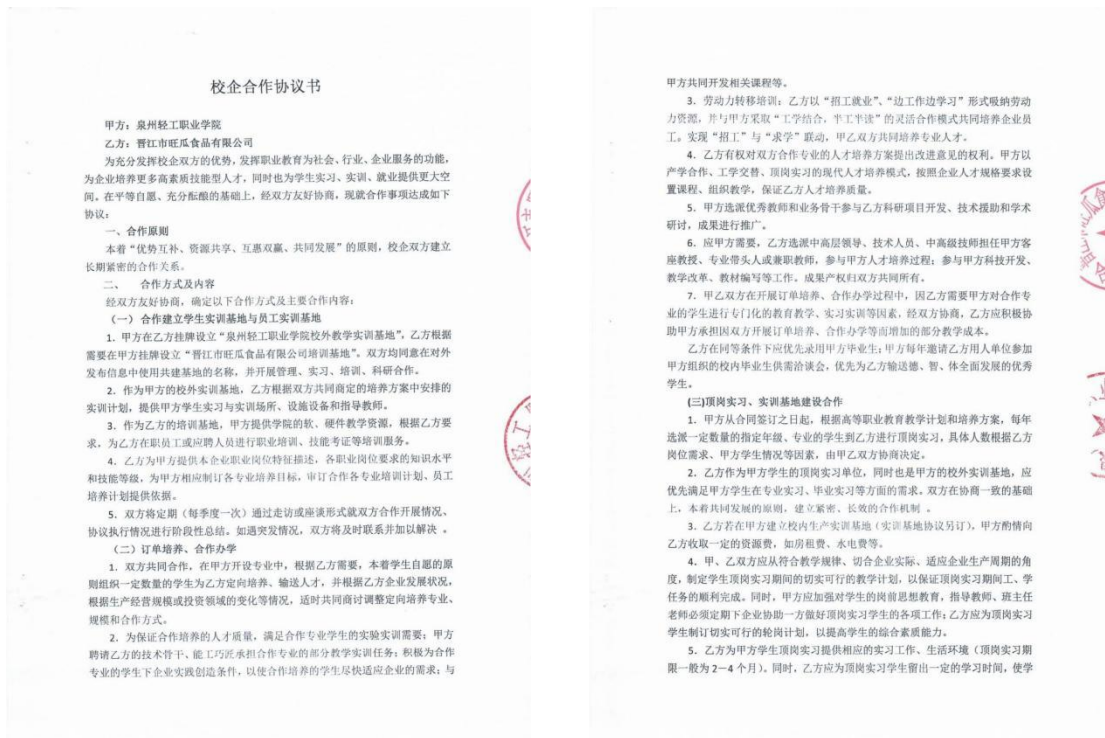 校企合作协议书
甲方：泉州轻工职业学院
乙方：晋江市旺瓜食品有限公司
为充分发挥校企双方的优势，发挥职业教育为社会、行业、企业服务的功能，
为企业培养更多高素质技能型人才，同时也为学生实习、实训、就业提供更大空
间。在平等自愿、充分酝酿的基础上，经双方友好协商，现就合作事项达成如下
协议：
一、合作原则
本着“优势互补、资源共享、互惠双赢、共同发展”的原则，校企双方建立
长期紧密的合作关系。
二、 合作方式及内容
经双方友好协商，确定以下合作方式及主要合作内容：
（一）合作建立学生实训基地与员工实训基地
1．甲方在乙方挂牌设立“泉州轻工职业学院校外教学实训基地”，乙方根据
需要在甲方挂牌设立“晋江市旺瓜食品有限公司培训基地”。双方均同意在对外
发布信息中使用共建基地的名称，并开展管理、实习、培训、科研合作。
2．作为甲方的校外实训基地，乙方根据双方共同商定的培养方案中安排的
实训计划，提供甲方学生实习与实训场所、设施设备和指导教师。
3．作为乙方的培训基地，甲方提供学院的软、硬件教学资源，根据乙方要
求，为乙方在职员工或应聘人员进行职业培训、技能考证等培训服务。
4．乙方为甲方提供本企业职业岗位特征描述，各职业岗位要求的知识水平
和技能等级，为甲方相应制订各专业培养目标，审订合作各专业培训计划、员工
培养计划提供依据。
5．双方将定期（每季度一次）通过走访或座谈形式就双方合作开展情况、
协议执行情况进行阶段性总结。如遇突发情况，双方将及时联系并加以解决 。
（二）订单培养、合作办学
1．双方共同合作，在甲方开设专业中，根据乙方需要，本着学生自愿的原
则组织一定数量的学生为乙方定向培养、输送人才，并根据乙方企业发展状况，
根据生产经营规模或投资领域的变化等情况，适时共同商讨调整定向培养专业、
规模和合作方式。
2．为保证合作培养的人才质量，满足合作专业学生的实验实训需要；甲方
聘请乙方的技术骨干、能工巧匠承担合作专业的部分教学实训任务；积极为合作
专业的学生下企业实践创造条件，以使合作培养的学生尽快适应企业的需求；与
甲方共同开发相关课程等。
3．劳动力转移培训：乙方以“招工就业”、“边工作边学习”形式吸纳劳动
力资源，并与甲方采取“工学结合，半工半读”的灵活合作模式共同培养企业员
工。实现“招工”与“求学”联动，甲乙双方共同培养专业人才。
4．乙方有权对双方合作专业的人才培养方案提出改进意见的权利。甲方以
产学合作、工学交替、顶岗实习的现代人才培养模式，按照企业人才规格要求设
置课程、组织教学，保证乙方人才培养质量。
5．甲方选派优秀教师和业务骨干参与乙方科研项目开发、技术援助和学术
研讨，成果进行推广。
6．应甲方需要，乙方选派中高层领导、技术人员、中高级技师担任甲方客
座教授、专业带头人或兼职教师，参与甲方人才培养过程；参与甲方科技开发、
教学改革、教材编写等工作。成果产权归双方共同所有。
7．甲乙双方在开展订单培养、合作办学过程中，因乙方需要甲方对合作专
业的学生进行专门化的教育教学、实习实训等因素，经双方协商，乙方应积极协
助甲方承担因双方开展订单培养、合作办学等而增加的部分教学成本。
乙方在同等条件下应优先录用甲方毕业生；甲方每年邀请乙方用人单位参加
甲方组织的校内毕业生供需洽谈会，优先为乙方输送德、智、体全面发展的优秀
学生。
(三)顶岗实习、实训基地建设合作
1．甲方从合同签订之日起，根据高等职业教育教学计划和培养方案，每年
选派一定数量的指定年级、专业的学生到乙方进行顶岗实习，具体人数根据乙方
岗位需求、甲方学生情况等因素，由甲乙双方协商决定。
2．乙方作为甲方学生的顶岗实习单位，同时也是甲方的校外实训基地，应
优先满足甲方学生在专业实习、毕业实习等方面的需求。双方在协商一致的基础
上，本着共同发展的原则，建立紧密、长效的合作机制 。
3．乙方若在甲方建立校内生产实训基地（实训基地协议另订），甲方酌情向
乙方收取一定的资源费，如房租费、水电费等。
4．甲、乙双方应从符合教学规律、切合企业实际、适应企业生产周期的角
度，制定学生顶岗实习期间的切实可行的教学计划，以保证顶岗实习期间工、学
任务的顺利完成。同时，甲方应加强对学生的岗前思想教育，指导教师、班主任
老师必须定期下企业协助一方做好顶岗实习学生的各项工作；乙方应为顶岗实习
学生制订切实可行的轮岗计划，以提高学生的综合素质能力。
5．乙方为甲方学生顶岗实习提供相应的实习工作、生活环境（顶岗实习期
限一般为2－4个月）。同时，乙方应为顶岗实习学生留出一定的学习时间，使学